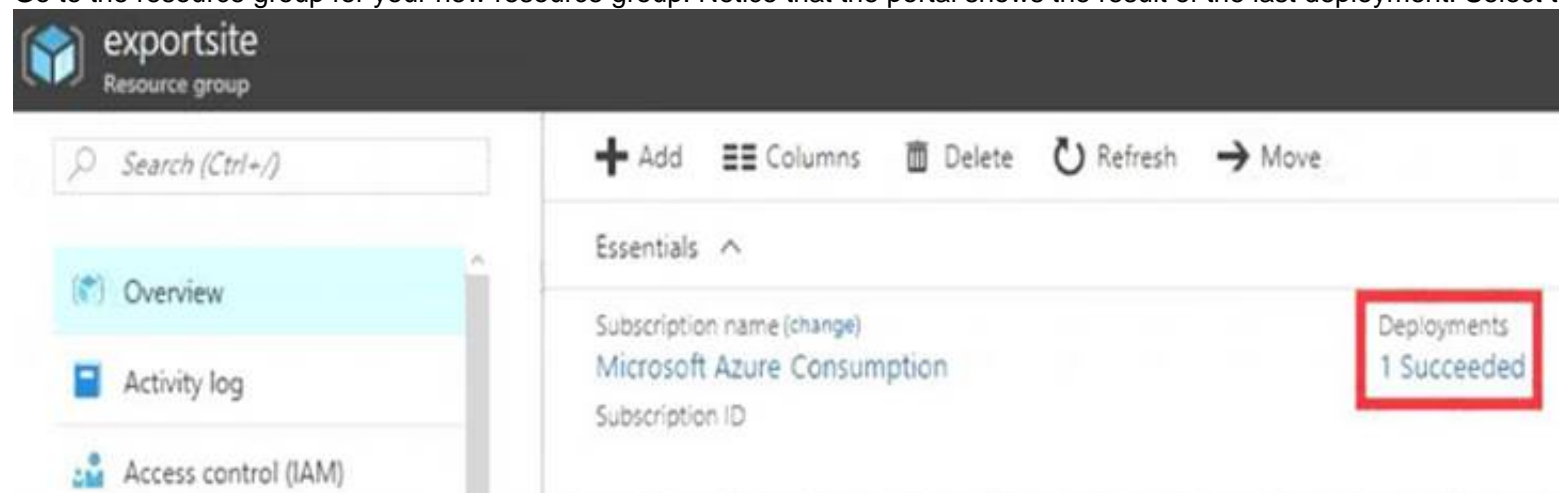 Go to the resource group for your new resource group. Notice that the portal shows the result of the last deployment. Select
exportsite
Resource group
Search (Ctrl+/)
Overview
Activity log
Access control (IAM)
+ Add Columns Delete Refresh → Move
Essentials
Subscription name (change)
Microsoft Azure Consumption
Subscription ID
Deployments
1 Succeeded